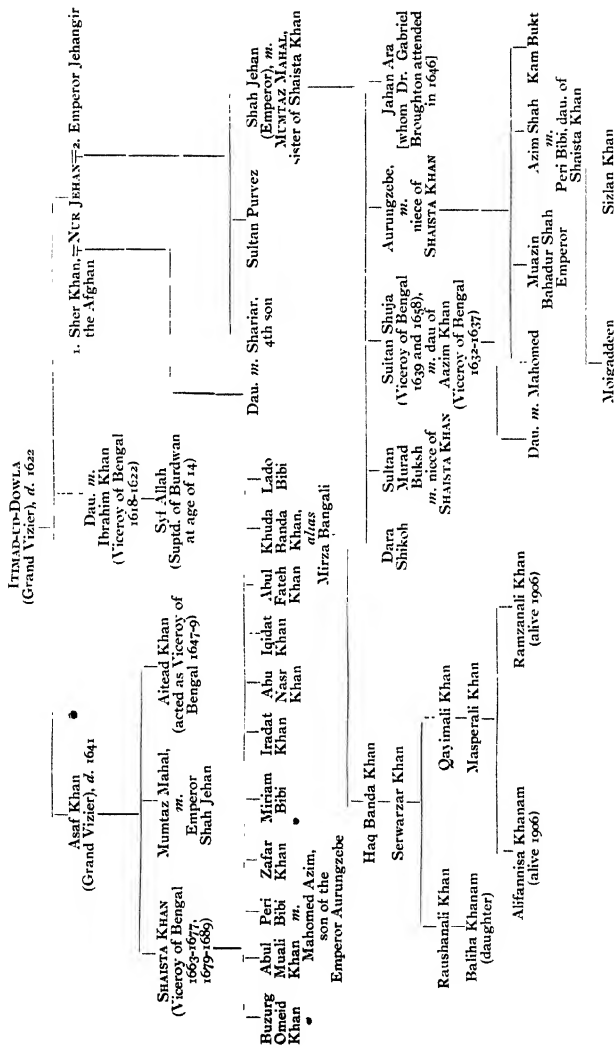 ITIMAD-UD-DOWLA
(Grand Vizier), d. 1622
Asaf Khan
(Grand Vizier), d. 1641
Dau. m.
Ibrahim Khan
(Viceroy of Bengal
1618-1622)
1. Sher Khan, = NUR JEHAN = 2. Emperor Jehangir
the Afghan
SHAISTA KHAN
(Viceroy of Bengal
1663-1677,
1679-1689)
Mumtaz Mahal,
m.
Emperor
Shah Jehan
Aitead Khan
(acted as Viceroy of
Bengal 1647-9)
Syf Allah
(Suptd. of Burdwan
at age of 14)
Dau. m. Shariar,
4th son
Sultan Purvez
Shah Jehan
(Emperor), m.
MUMTAZ MAHAL,
sister of Shaista Khan
Buzurg
Omeid
Khan
Abul
Muali
Khan
Peri
Bibi
m.
Mahomed Azim,
son of the
Emperor Aurungzebe
Zafar
Khan
Miriam
Bibi
Iradat
Khan
Abu
Nasr
Khan
Iqidat
Khan
Abul
Fateh
Khan
Khuda
Banda
Khan,
alias
Mirza Bangali
Lado
Bibi
Dara
Shikoh
Sultan
Murad
Buksh
m. niece of
SHAISTA KHAN
Suitan Shuja
(Viceroy of Bengal
1639 and 1658),
m. dau of
Aazim Khan
(Viceroy of Bengal
1632-1637)
Aurungzebe,
m.
niece of
SHAISTA KHAN
Jahan Ara
[whom Dr. Gabriel
Broughton attended
in 1646]
Haq Banda Khan
Serwarzar Khan
Dau. m. Mahomed
Muazin
Bahadur Shah
Emperor
Azim Shah
m.
Peri Bibi, dau. of
Shaista Khan
Kam Bukt
Raushanali Khan
Baliha Khanam
(daughter)
Qayimali Khan
Masperali Khan
Moigaddeen
Sizlan Khan
Alifannisa Khanam
(alive 1906)
Ramzanali Khan
(alive 1906)